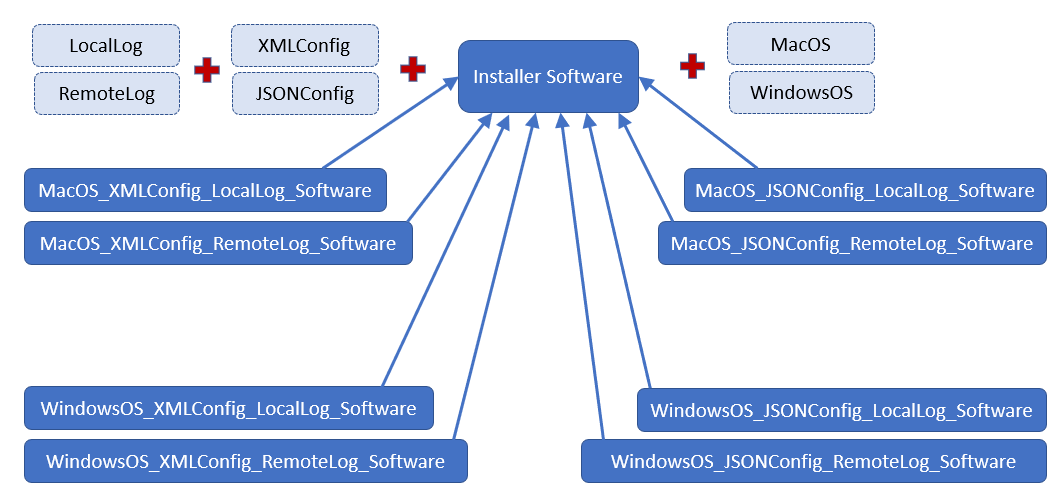 LocalLog
RemoteLog
XMLConfig
JSONConfig
Installer Software
MacOS
WindowsOS
MacOS_XMLConfig_LocalLog_Software
MacOS_XMLConfig_RemoteLog_Software
MacOS_JSONConfig_LocalLog_Software
MacOS_JSONConfig_RemoteLog_Software
WindowsOS_XMLConfig_LocalLog_Software
WindowsOS_XMLConfig_RemoteLog_Software
WindowsOS_JSONConfig_LocalLog_Software
WindowsOS_JSONConfig_RemoteLog_Software